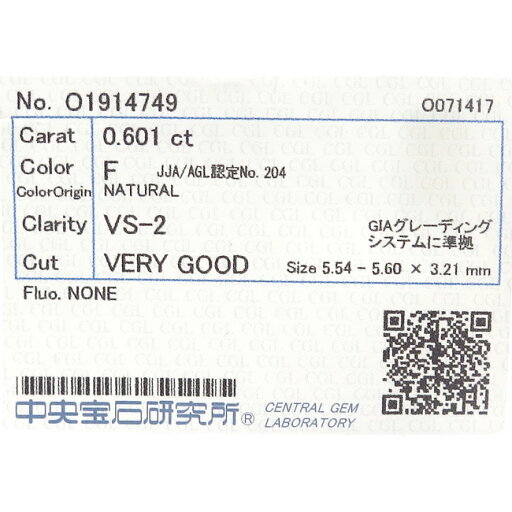 No. O1914749 O071417
Carat 0.601 ct
Color F JJA/AGL認定No. 204
ColorOrigin NATURAL
Clarity VS-2 GIAグレーディング
システムに準拠
Cut VERY GOOD Size 5.54 - 5.60 × 3.21 mm
Fluo. NONE
中央宝石研究所® CENTRAL GEM
LABORATORY